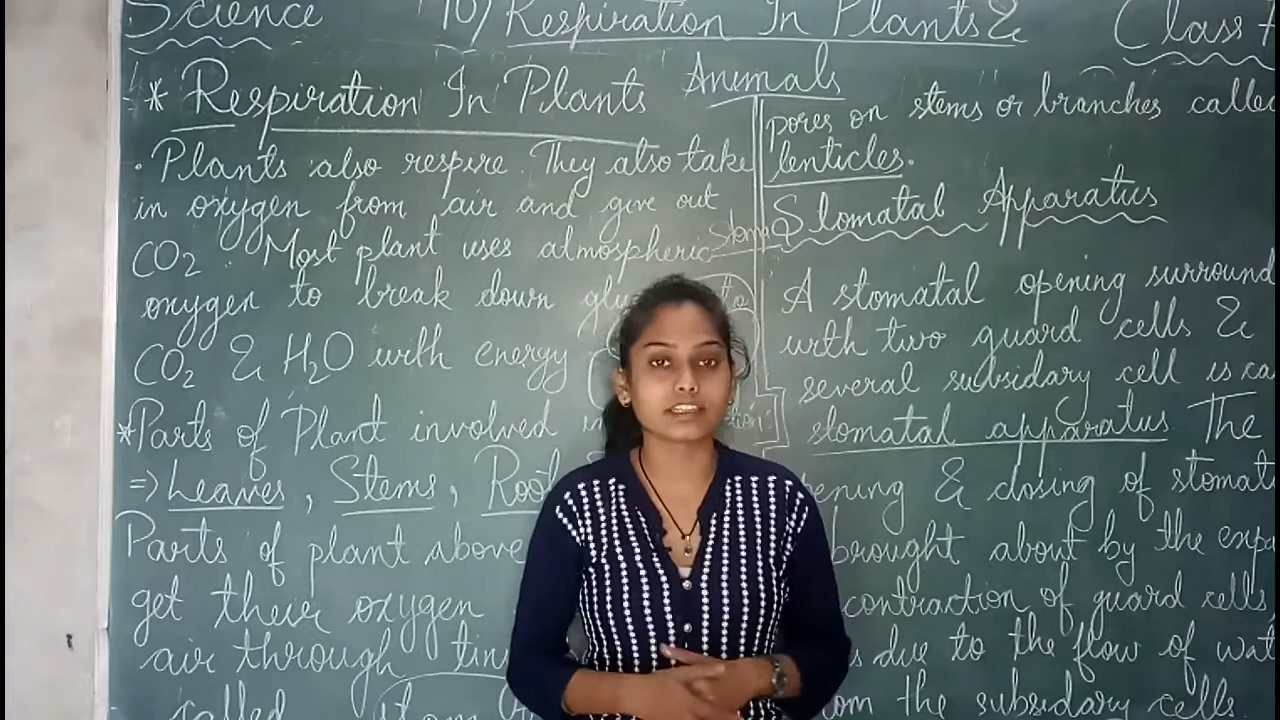 Science 10) Respiration In Plants & Class 7
Animals
* Respiration In Plants
. Plants also respire. They also take
in oxygen from air and give out
CO2. Most plant uses atmospheric
oxygen to break down
CO2 & H2O with energy
* Parts of Plant involved in
=> Leaves, Stems, Root
Parts of plant above
get their oxygen
air through
called
pores on stems or branches called
lenticles.
Stomatal Apparatus
A stomatal opening surround
with two guard cells &
several subsidary cell is ca
stomatal apparatus The
ening & closing of stomat
brought about by the exp
contraction of guard cells
s due to the flow of wat
om the subsidary cells